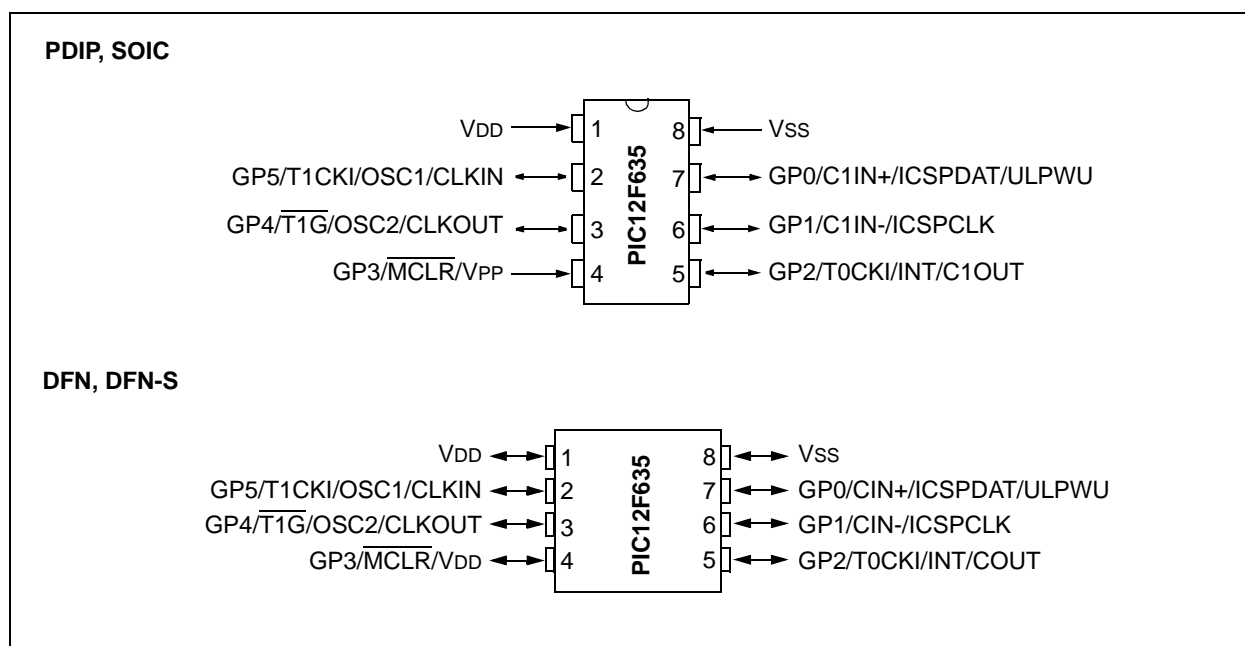 PDIP, SOIC
VDD 1 8 VSS
GP5/T1CKI/OSC1/CLKIN 2 7 GP0/C1IN+/ICSPDAT/ULPWU
GP4/T1G/OSC2/CLKOUT 3 6 GP1/C1IN-/ICSPCLK
GP3/MCLR/VPP 4 5 GP2/T0CKI/INT/C1OUT
PIC12F635
DFN, DFN-S
VDD 1 8 VSS
GP5/T1CKI/OSC1/CLKIN 2 7 GP0/CIN+/ICSPDAT/ULPWU
GP4/T1G/OSC2/CLKOUT 3 6 GP1/CIN-/ICSPCLK
GP3/MCLR/VDD 4 5 GP2/T0CKI/INT/COUT
PIC12F635